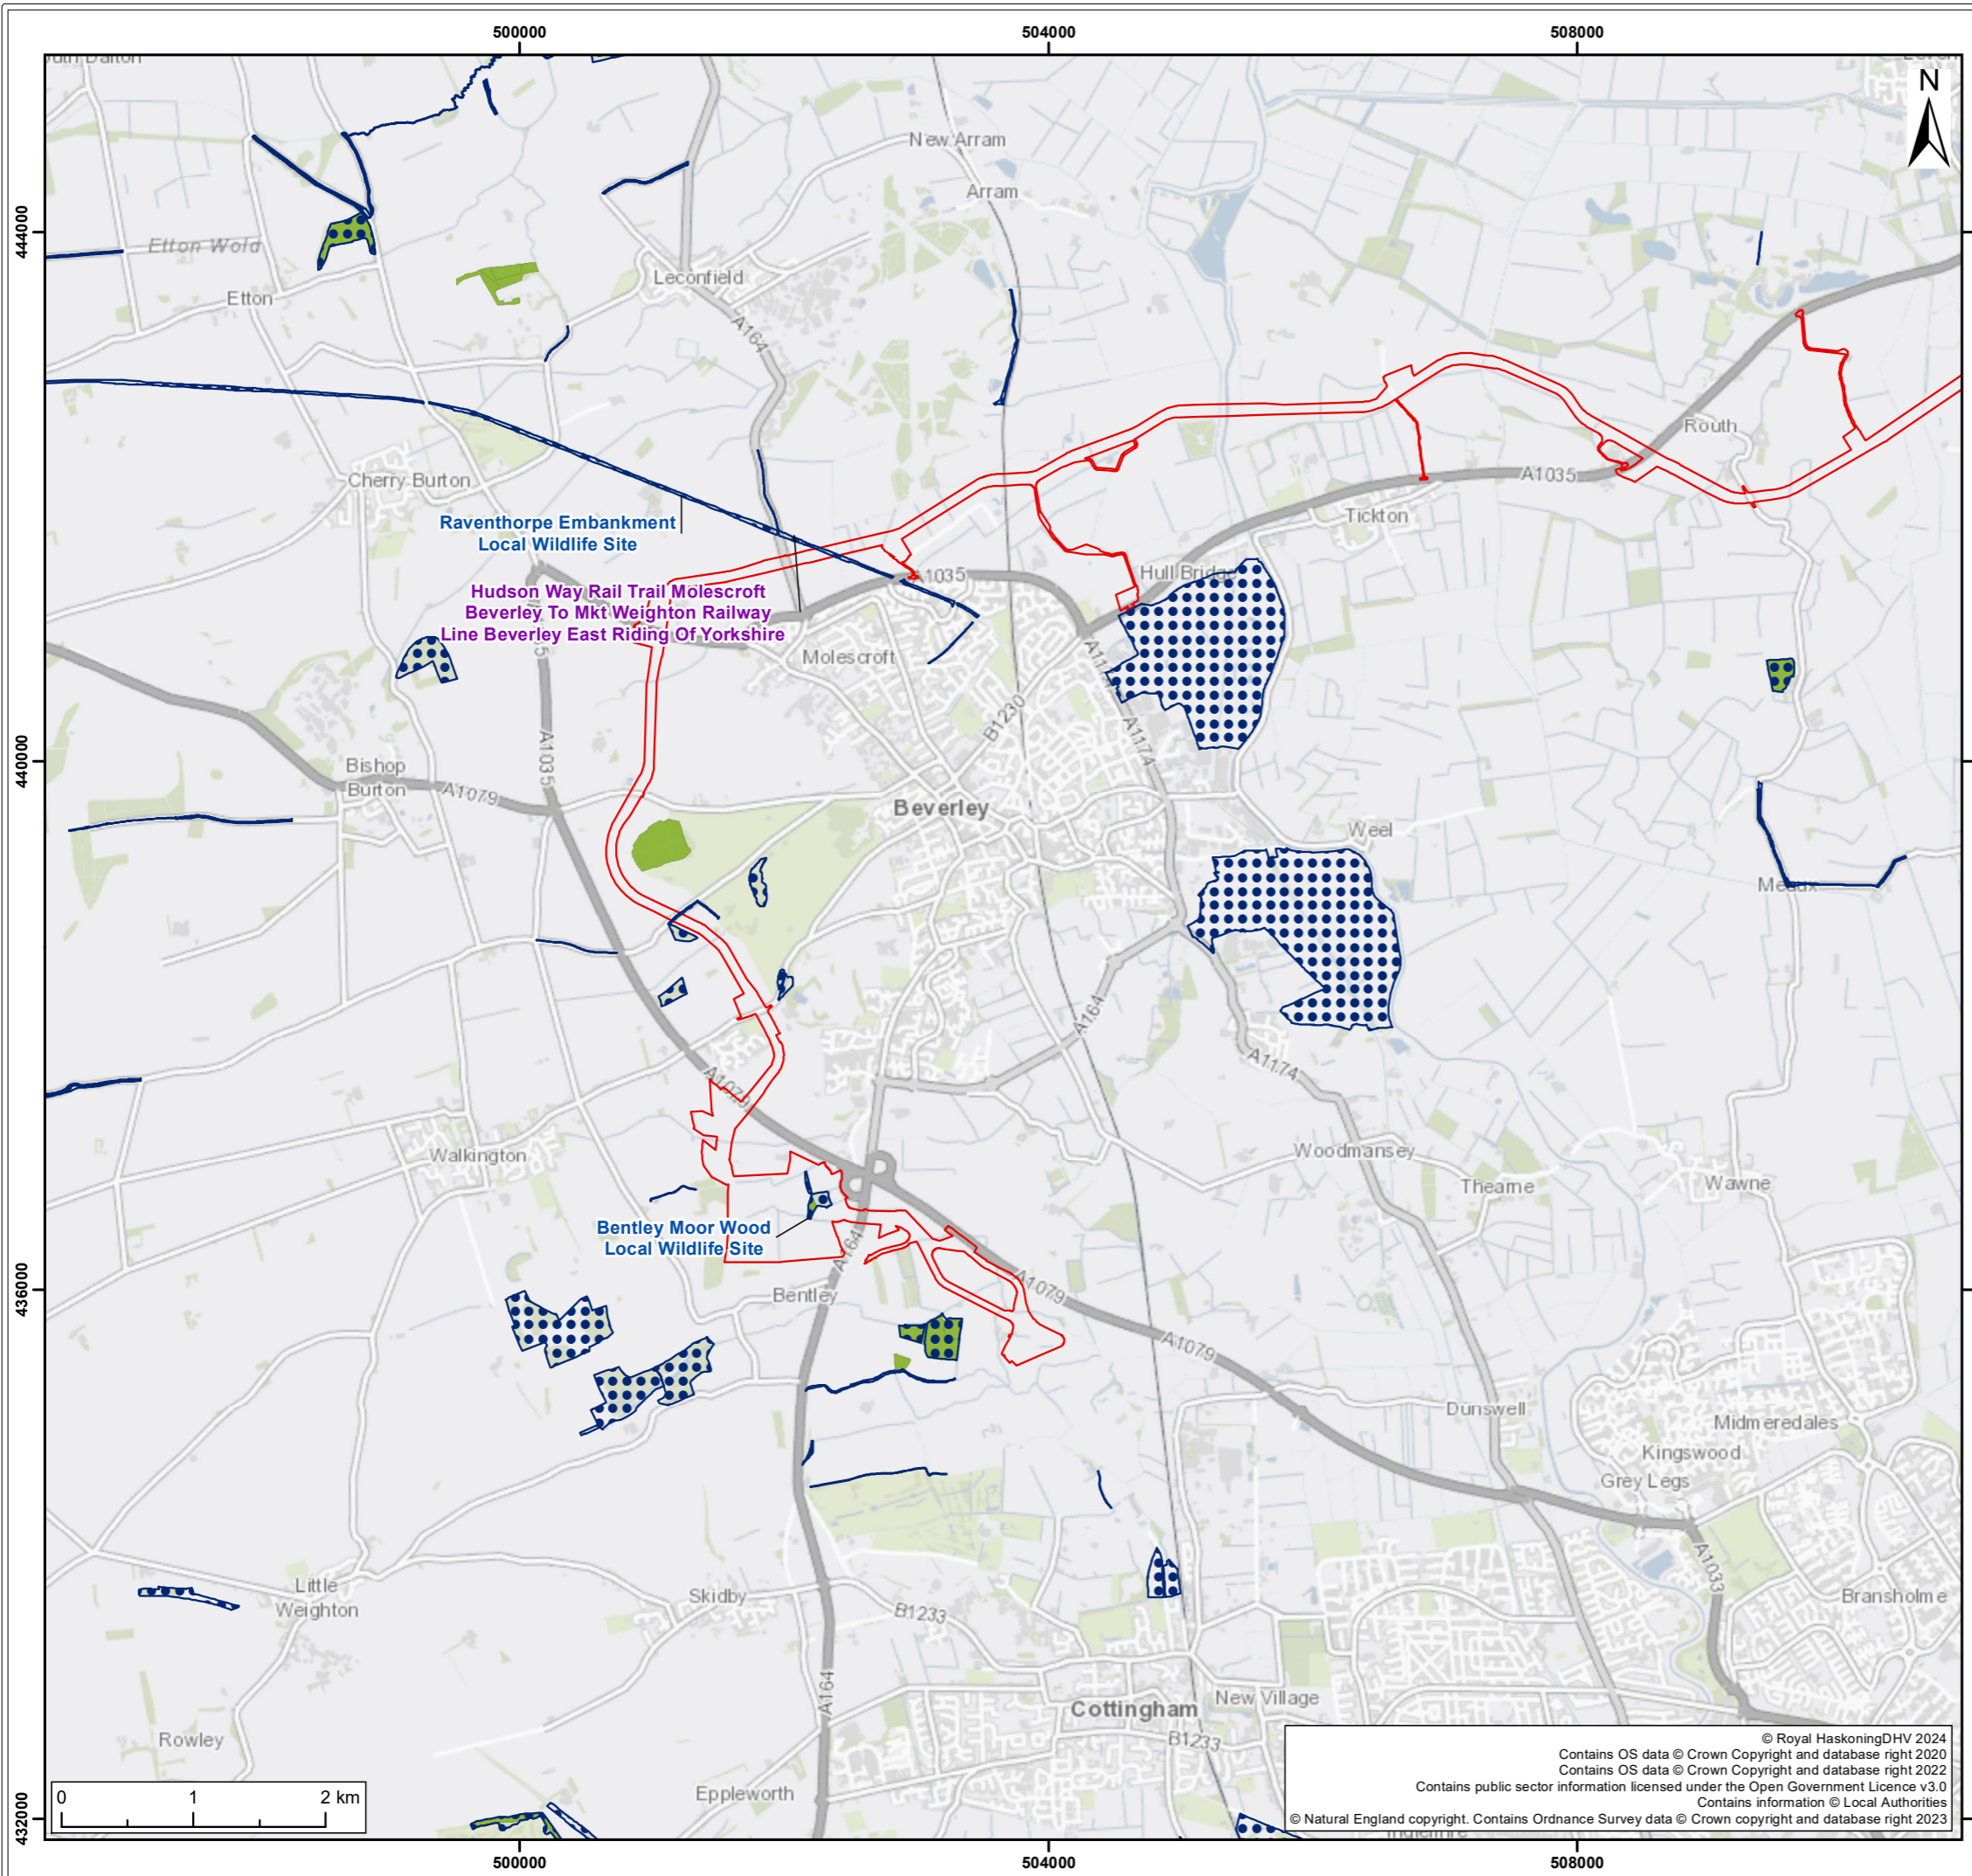 500000
504000
508000
N
New Arram
Arram
444000
Etton Wold
Leconfield
Etton
A164
Routh
Cherry Burton
A1035
Tickton
Raventhorpe Embankment
Local Wildlife Site
Hull Bridge
A1035
Hudson Way Rail Trail Molescroft
Beverley To Mkt Weighton Railway
Line Beverley East Riding Of Yorkshire
Molescroft
B1230
A1174
440000
Bishop
Burton
A1035
A1079
Beverley
Weel
Meaux
A164
A1174
A1079
Walkington
Woodmansey
Thearne
Wawne
Bentley Moor Wood
Local Wildlife Site
A164
436000
Bentley
A1079
A1079
Dunswell
Midmeredales
Kingswood
Grey Legs
A1033
Little
Weighton
Skidby
B1233
Bransholme
A164
Cottingham
New Village
B1233
Rowley
Eppleworth
© Royal HaskoningDHV 2024
Contains OS data © Crown Copyright and database right 2020
Contains OS data © Crown Copyright and database right 2022
Contains public sector information licensed under the Open Government Licence v3.0
Contains information © Local Authorities
© Natural England copyright. Contains Ordnance Survey data © Crown copyright and database right 2023
0 1 2 km
432000
500000
504000
508000